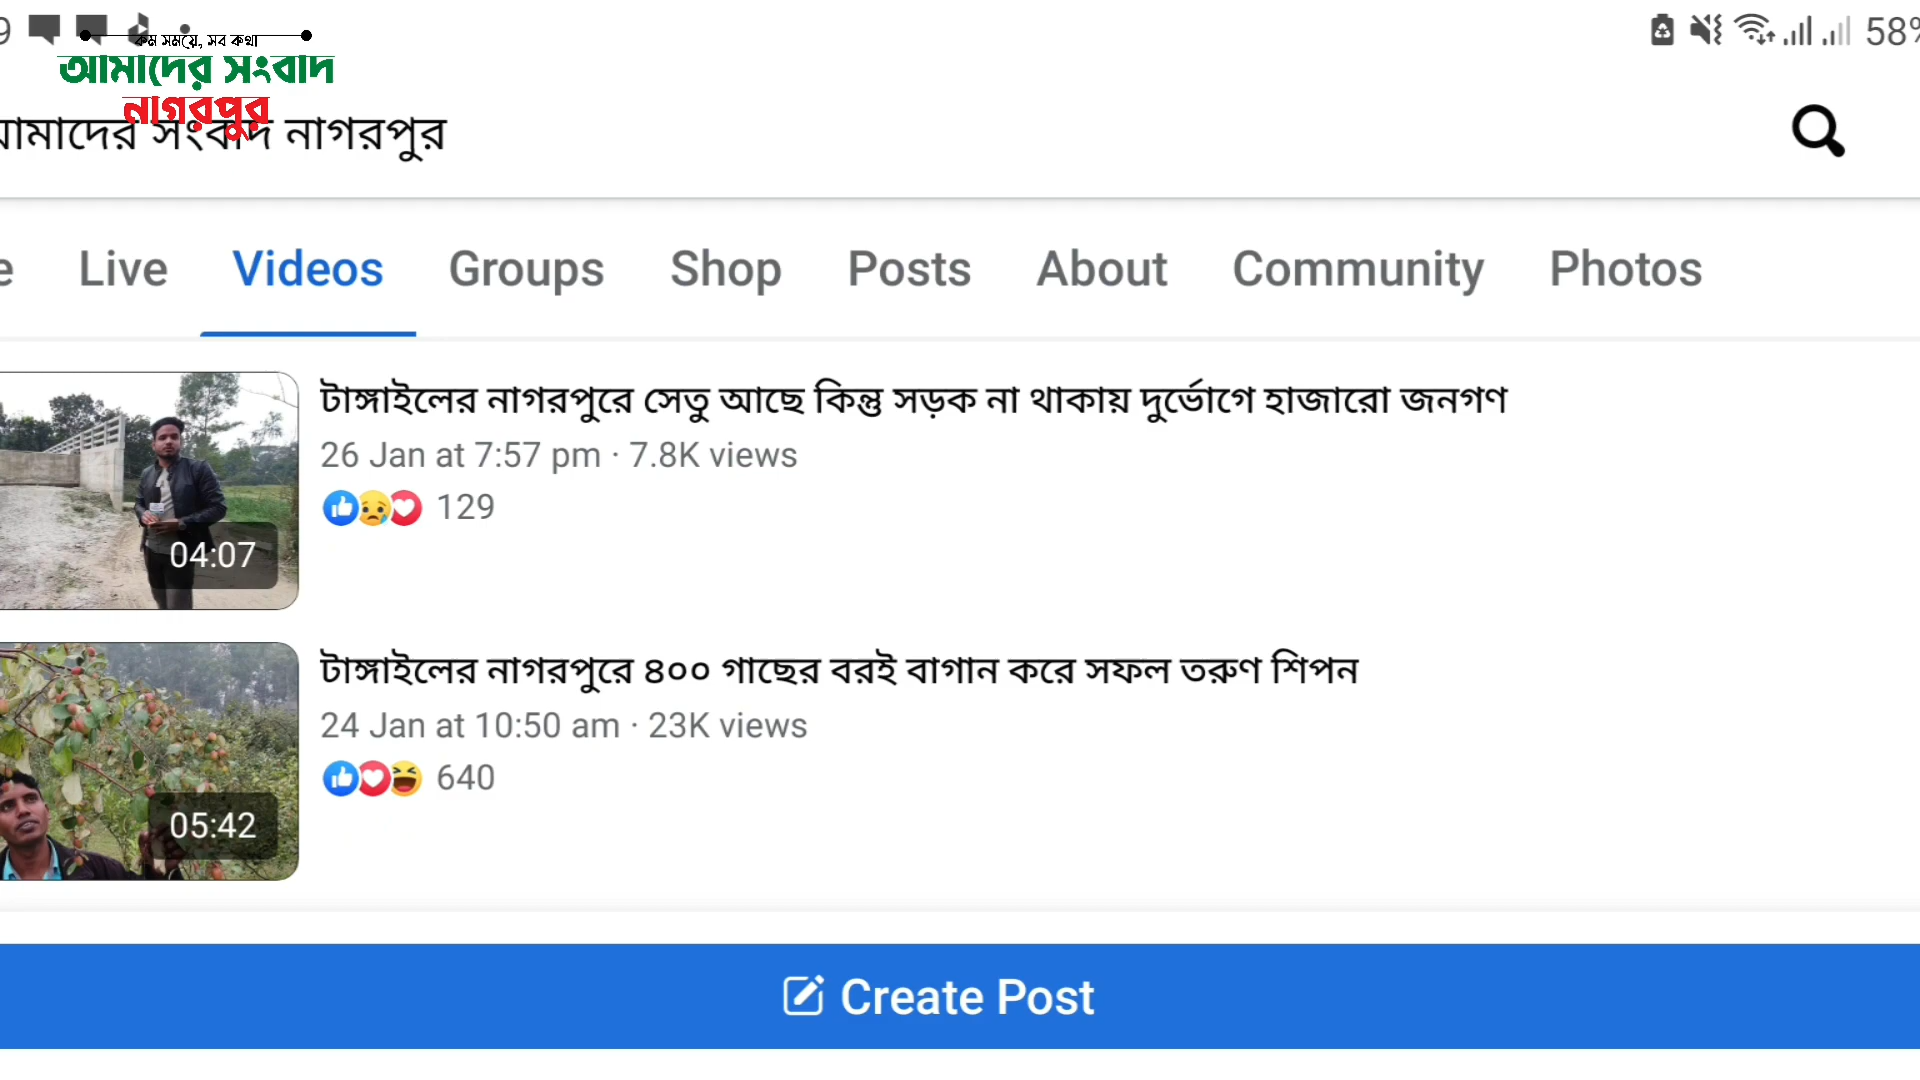 58%
কম সময়ে, সব কথা
আমাদের সংবাদ
নাগরপুর
আমাদের সংবাদ নাগরপুর
Live Videos Groups Shop Posts About Community Photos
টাঙ্গাইলের নাগরপুরে সেতু আছে কিন্তু সড়ক না থাকায় দুর্ভোগে হাজারো জনগণ
26 Jan at 7:57 pm · 7.8K views
129
04:07
টাঙ্গাইলের নাগরপুরে ৪০০ গাছের বরই বাগান করে সফল তরুণ শিপন
24 Jan at 10:50 am · 23K views
640
05:42
Create Post